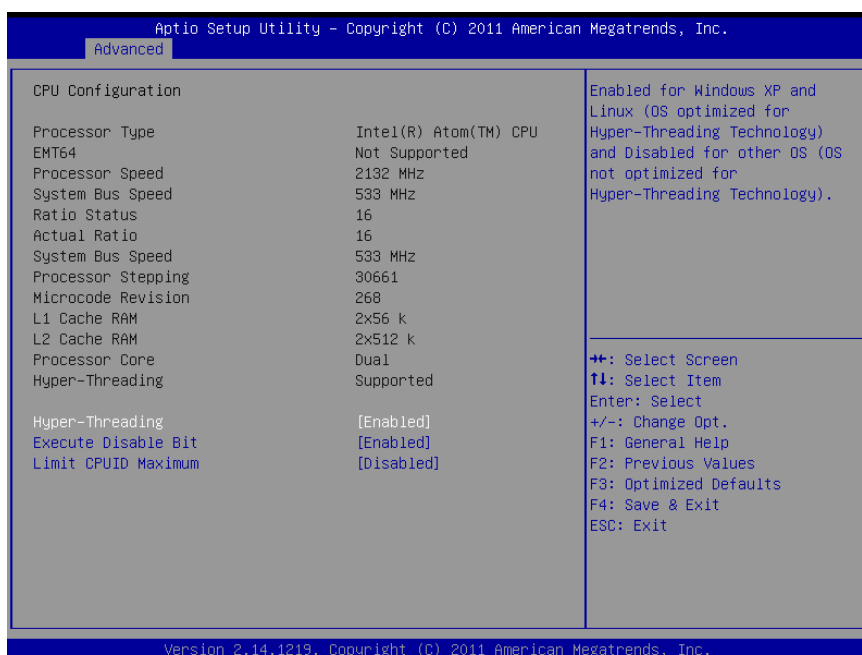 Aptio Setup Utility – Copyright (C) 2011 American Megatrends, Inc.
Advanced
CPU Configuration
Processor Type Intel(R) Atom(TM) CPU
EMT64 Not Supported
Processor Speed 2132 MHz
System Bus Speed 533 MHz
Ratio Status 16
Actual Ratio 16
System Bus Speed 533 MHz
Processor Stepping 30661
Microcode Revision 268
L1 Cache RAM 2x56 k
L2 Cache RAM 2x512 k
Processor Core Dual
Hyper-Threading Supported
Hyper-Threading [Enabled]
Execute Disable Bit [Enabled]
Limit CPUID Maximum [Disabled]
Enabled for Windows XP and
Linux (OS optimized for
Hyper-Threading Technology)
and Disabled for other OS (OS
not optimized for
Hyper-Threading Technology).
→←: Select Screen
↑↓: Select Item
Enter: Select
+/-: Change Opt.
F1: General Help
F2: Previous Values
F3: Optimized Defaults
F4: Save & Exit
ESC: Exit
Version 2.14.1219. Copyright (C) 2011 American Megatrends, Inc.